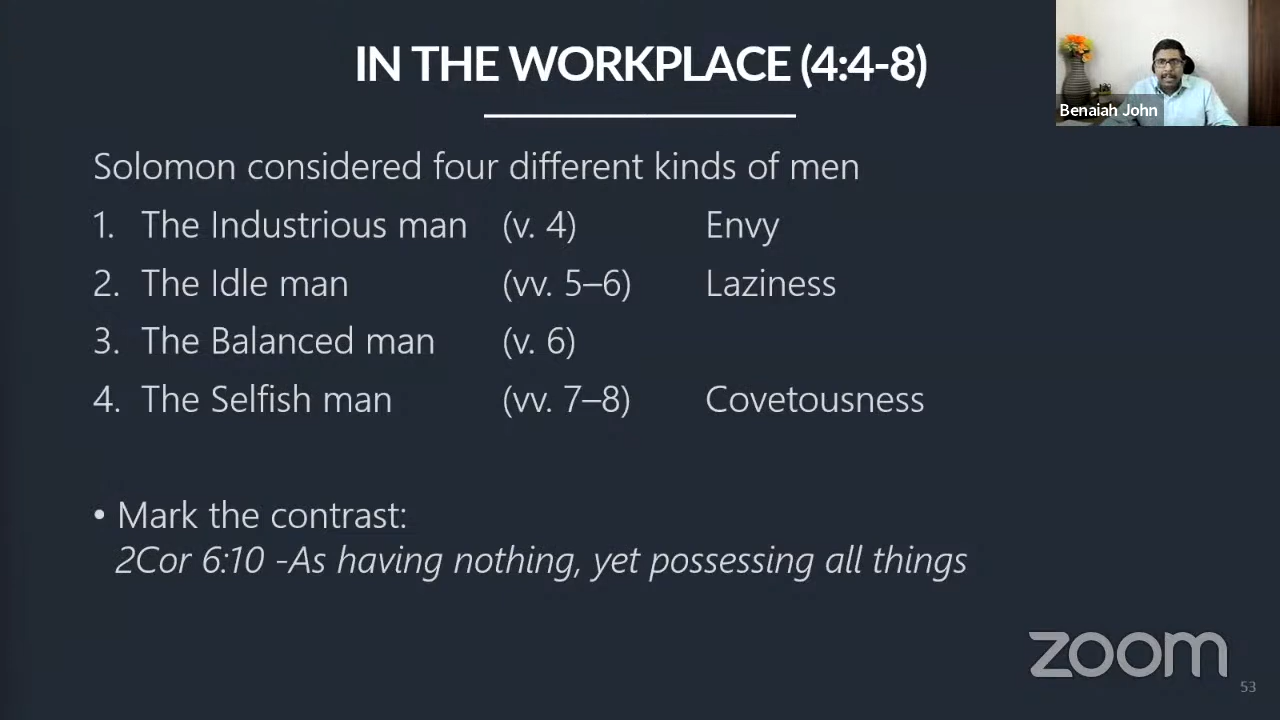 IN THE WORKPLACE (4:4-8)
Benaiah John
Solomon considered four different kinds of men
1. The Industrious man (v. 4) Envy
2. The Idle man (vv. 5–6) Laziness
3. The Balanced man (v. 6)
4. The Selfish man (vv. 7–8) Covetousness
• Mark the contrast:
2Cor 6:10 -As having nothing, yet possessing all things
zoom
53